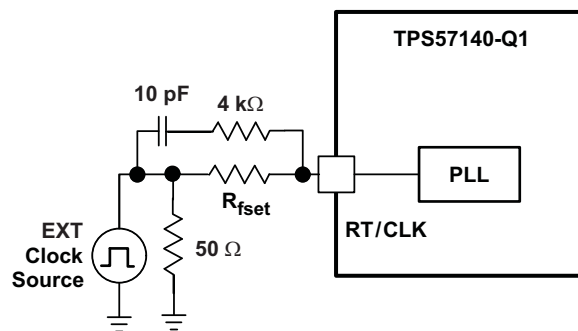 TPS57140-Q1
10 pF
4 kΩ
PLL
Rfset
RT/CLK
EXT
Clock
Source
50 Ω